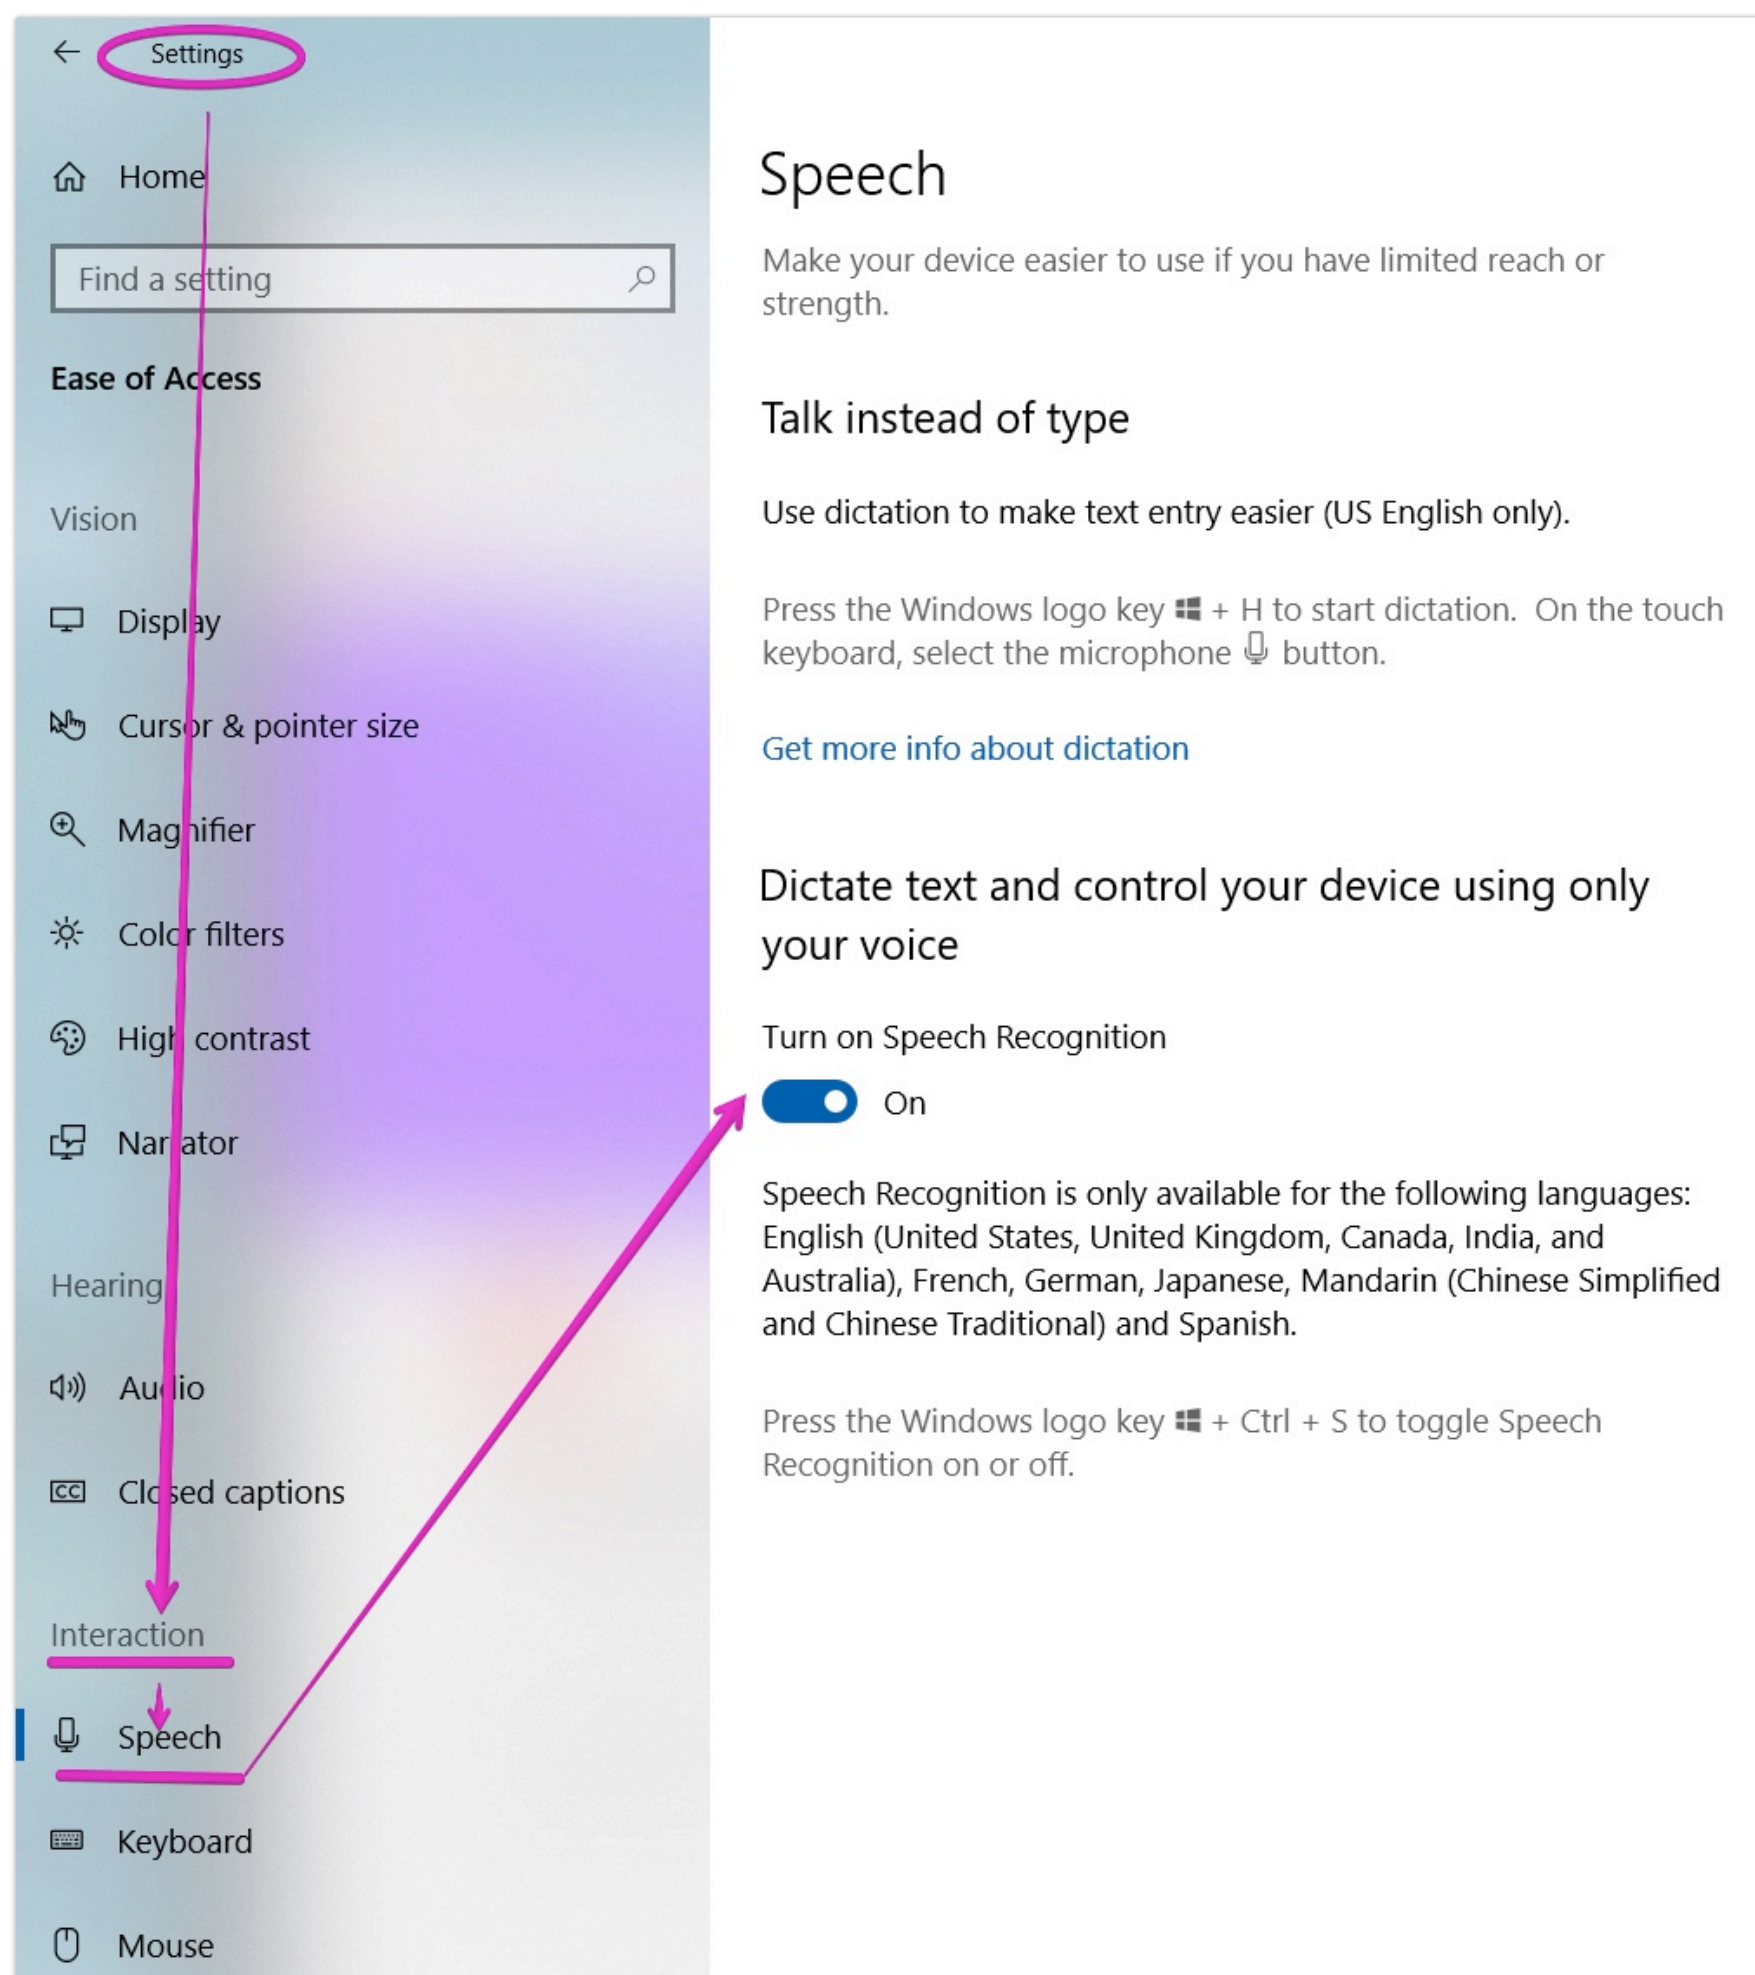 Settings
Home
Find a setting
Ease of Access
Vision
Display
Cursor & pointer size
Magnifier
Color filters
High contrast
Narrator
Hearing
Audio
CC
Closed captions
Interaction
Speech
Keyboard
Mouse
Speech
Make your device easier to use if you have limited reach or
strength.
Talk instead of type
Use dictation to make text entry easier (US English only).
Press the Windows logo key + H to start dictation. On the touch
keyboard, select the microphone button.
Get more info about dictation
Dictate text and control your device using only
your voice
Turn on Speech Recognition
On
Speech Recognition is only available for the following languages:
English (United States, United Kingdom, Canada, India, and
Australia), French, German, Japanese, Mandarin (Chinese Simplified
and Chinese Traditional) and Spanish.
Press the Windows logo key + Ctrl + S to toggle Speech
Recognition on or off.